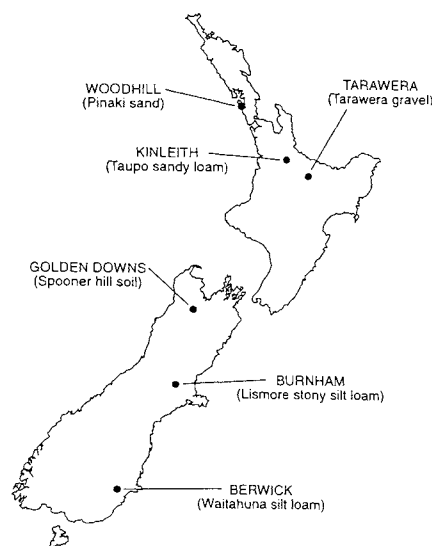 WOODHILL
(Pinaki sand)
TARAWERA
(Tarawera gravel)
KINLEITH
(Taupo sandy loam)
GOLDEN DOWNS
(Spooner hill soil)
BURNHAM
(Lismore stony silt loam)
BERWICK
(Waitahuna silt loam)